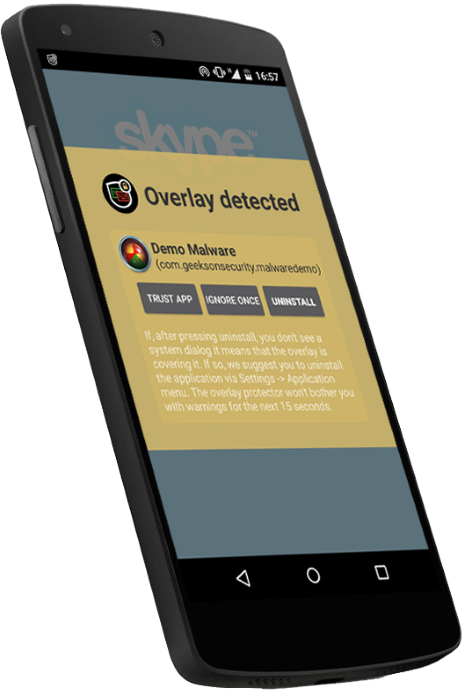 16:57
skype™
Overlay detected
Demo Malware
(com.geeksonsecurity.malwaredemo)
TRUST APP IGNORE ONCE UNINSTALL
If, after pressing uninstall, you don't see a
system dialog it means that the overlay is
covering it. If so, we suggest you to uninstall
the application via Settings -> Application
menu. The overlay protector won't bother you
with warnings for the next 15 seconds.